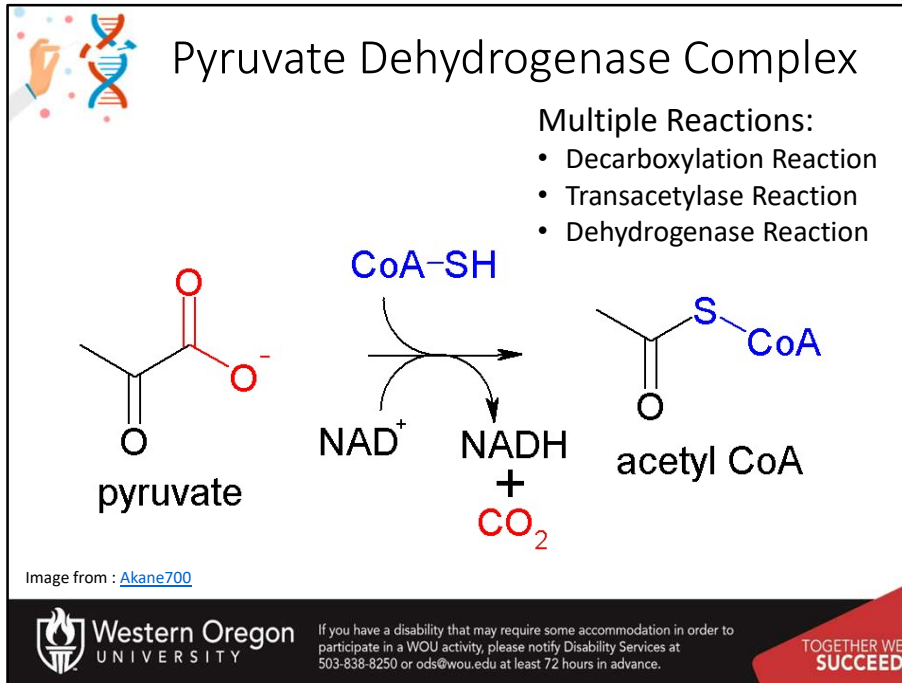 Pyruvate Dehydrogenase Complex
Multiple Reactions:
• Decarboxylation Reaction
• Transacetylase Reaction
• Dehydrogenase Reaction
CoA-SH
O
O⁻
O
pyruvate
NAD⁺
NADH
+
CO₂
S
CoA
O
acetyl CoA
Image from : Akane700
Western Oregon
UNIVERSITY
If you have a disability that may require some accommodation in order to
participate in a WOU activity, please notify Disability Services at
503-838-8250 or ods@wou.edu at least 72 hours in advance.
TOGETHER WE
SUCCEED